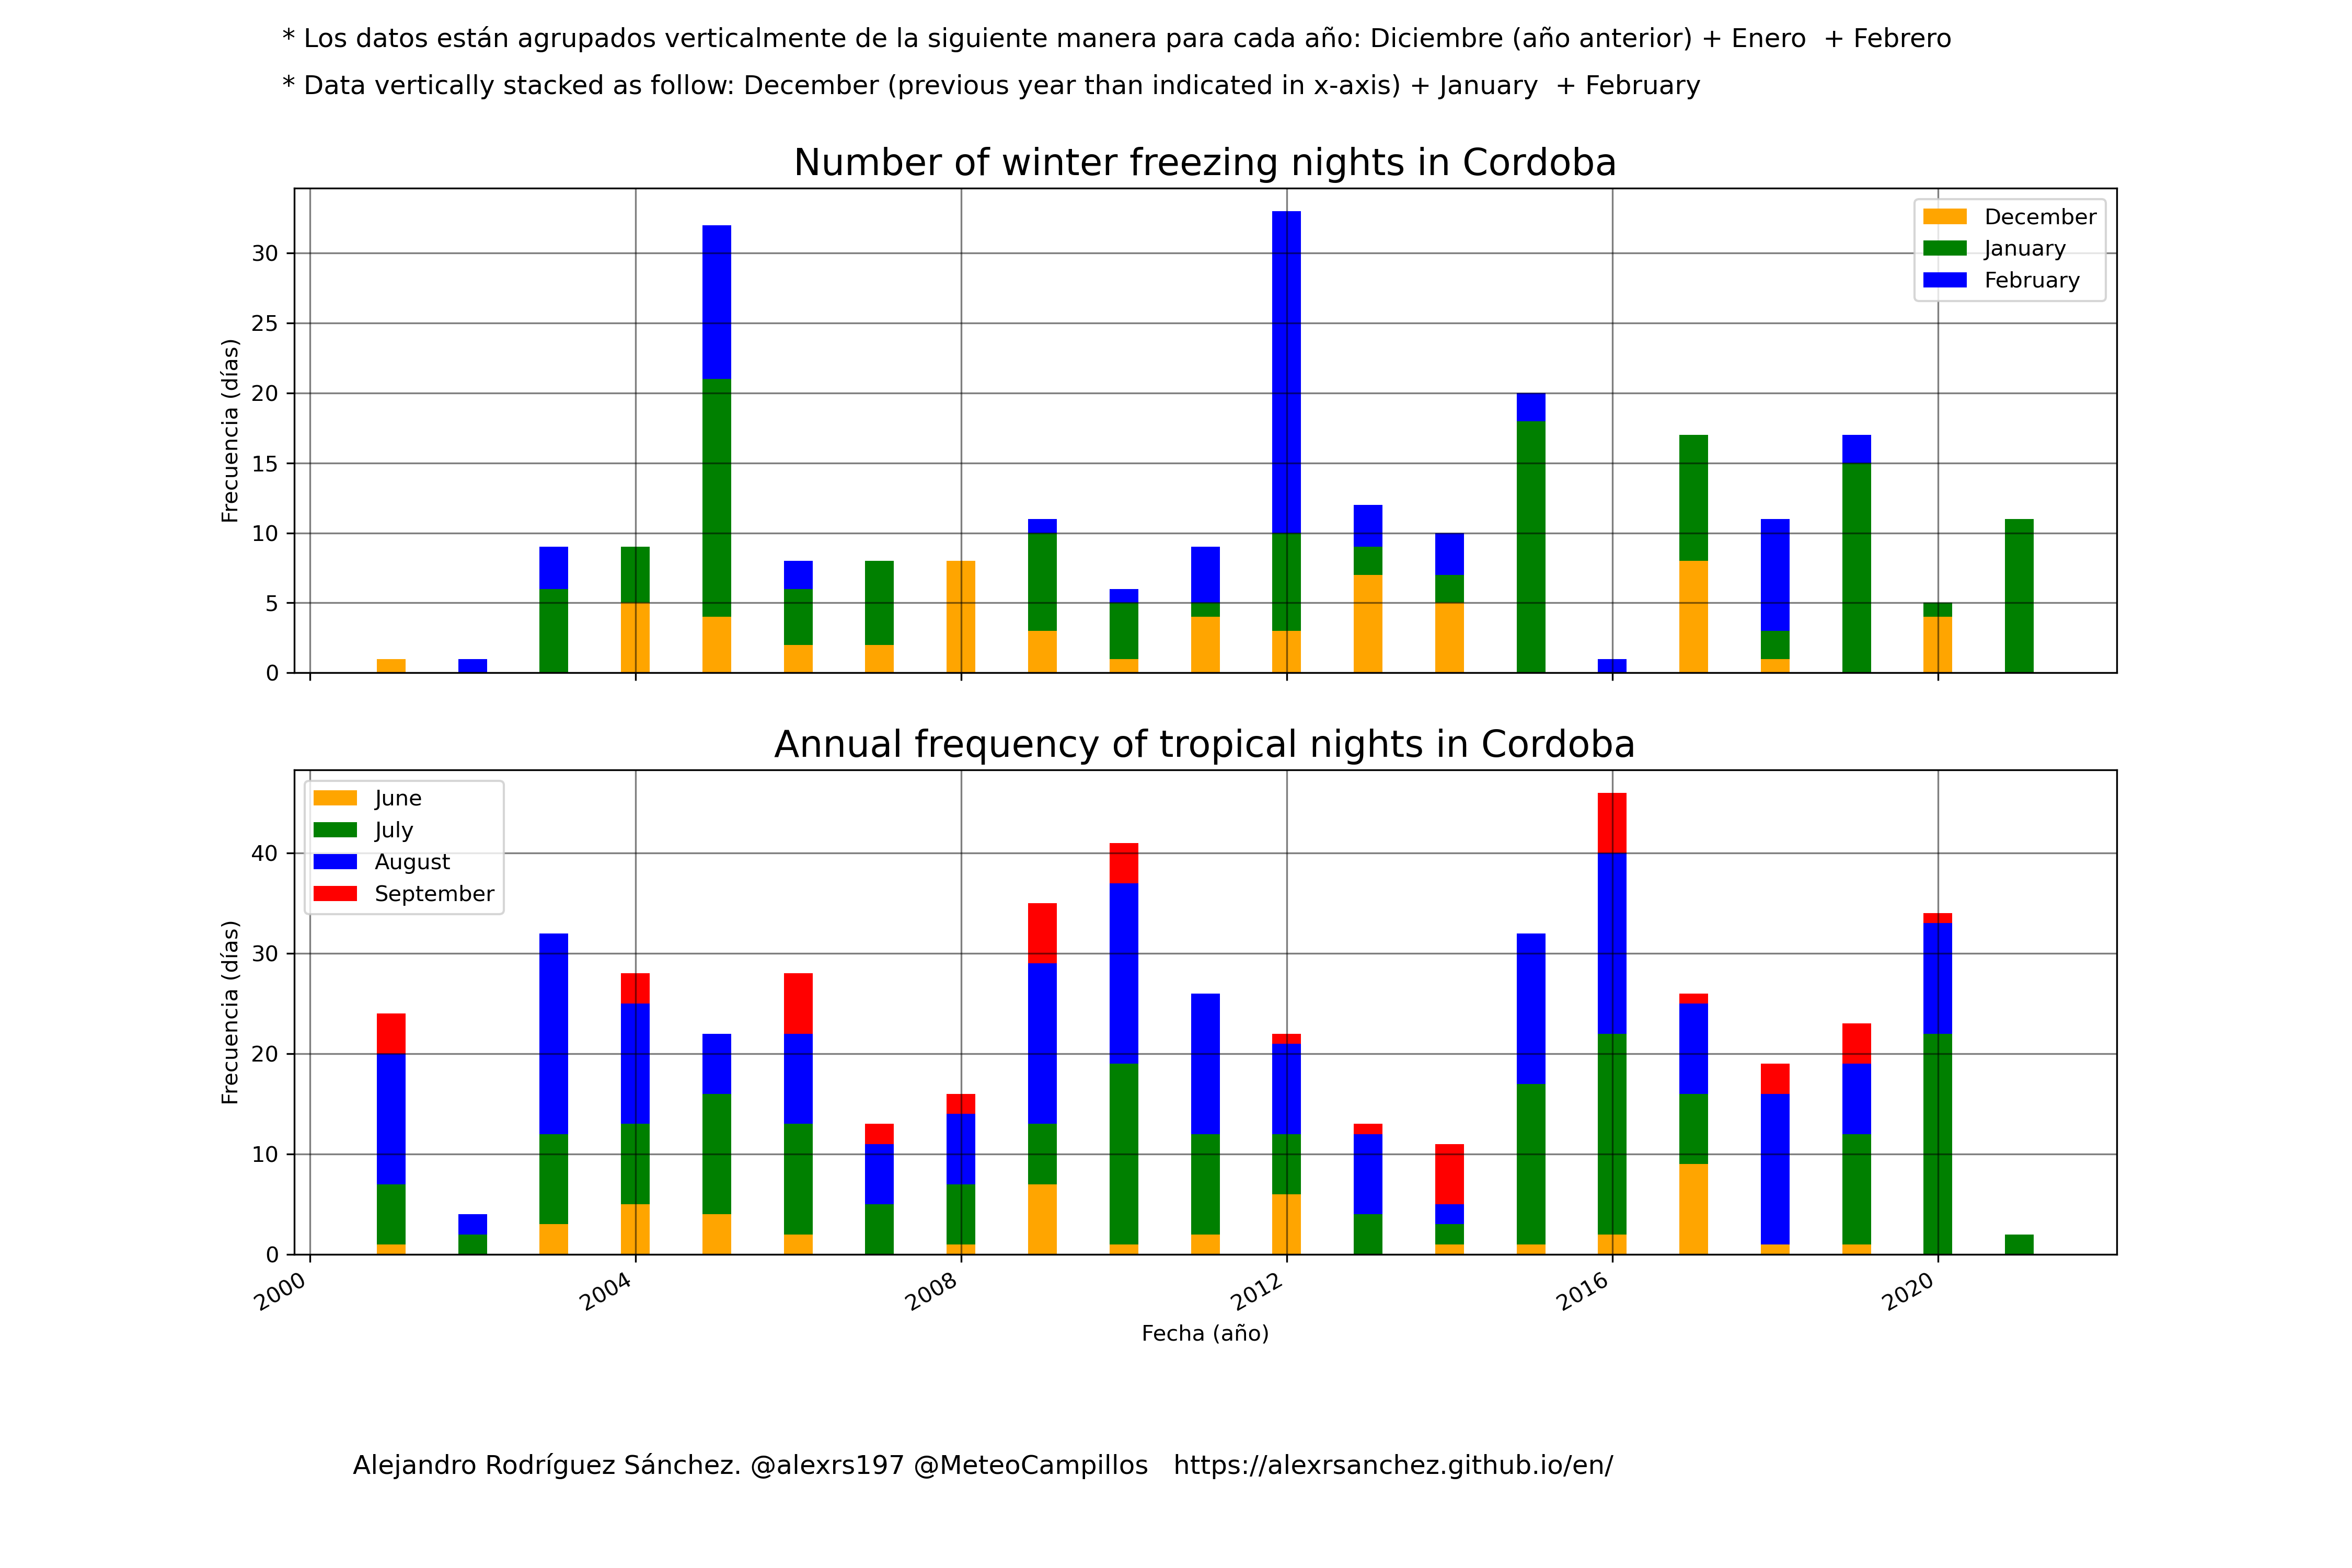 * Los datos están agrupados verticalmente de la siguiente manera para cada año: Diciembre (año anterior) + Enero  + Febrero
* Data vertically stacked as follow: December (previous year than indicated in x-axis) + January  + February
Number of winter freezing nights in Cordoba
Frecuencia (días)
30
25
20
15
10
5
0
December
January
February
Annual frequency of tropical nights in Cordoba
Frecuencia (días)
40
30
20
10
0
June
July
August
September
2000
2004
2008
2012
2016
2020
Fecha (año)
Alejandro Rodríguez Sánchez. @alexrs197 @MeteoCampillos   https://alexrsanchez.github.io/en/